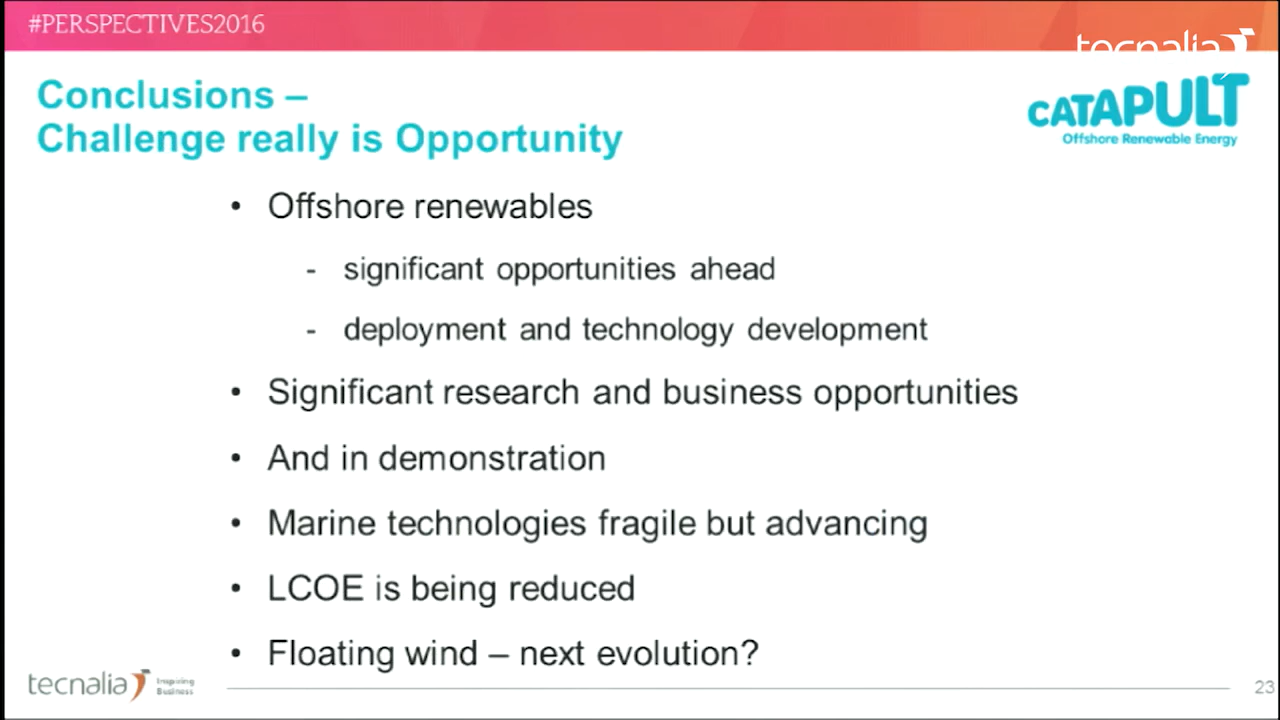 #PERSPECTIVES2016
tecnalia
Conclusions –
Challenge really is Opportunity
CATAPULT
Offshore Renewable Energy
• Offshore renewables
- significant opportunities ahead
- deployment and technology development
• Significant research and business opportunities
• And in demonstration
• Marine technologies fragile but advancing
• LCOE is being reduced
• Floating wind – next evolution?
tecnalia
Inspiring
Business
23